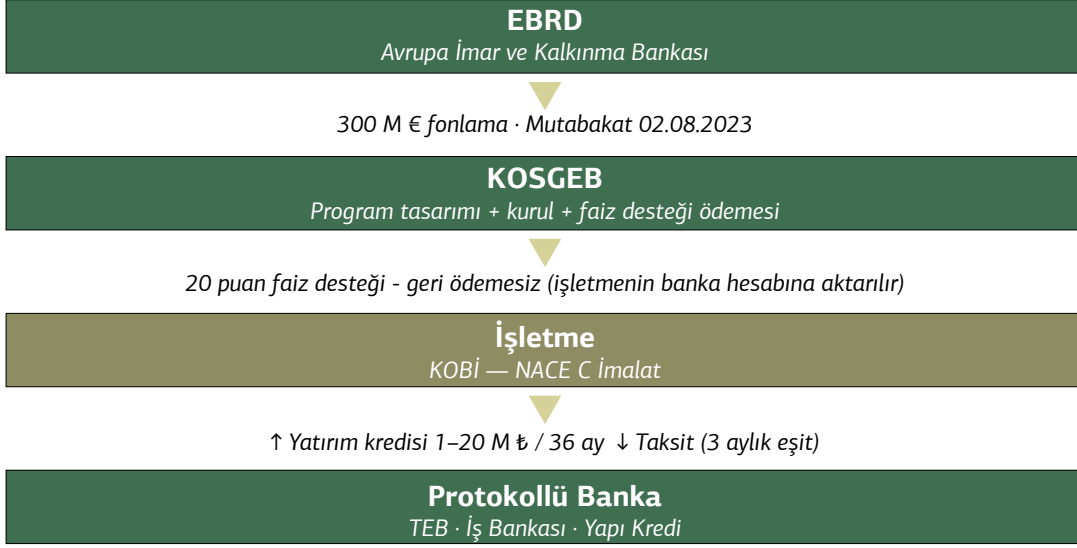 EBRD
Avrupa İmar ve Kalkınma Bankası
300 M € fonlama · Mutabakat 02.08.2023
KOSGEB
Program tasarımı + kurul + faiz desteği ödemesi
20 puan faiz desteği - geri ödemesiz (işletmenin banka hesabına aktarılır)
İşletme
KOBİ — NACE C İmalat
↑ Yatırım kredisi 1–20 M ₺ / 36 ay ↓ Taksit (3 aylık eşit)
Protokollü Banka
TEB · İş Bankası · Yapı Kredi